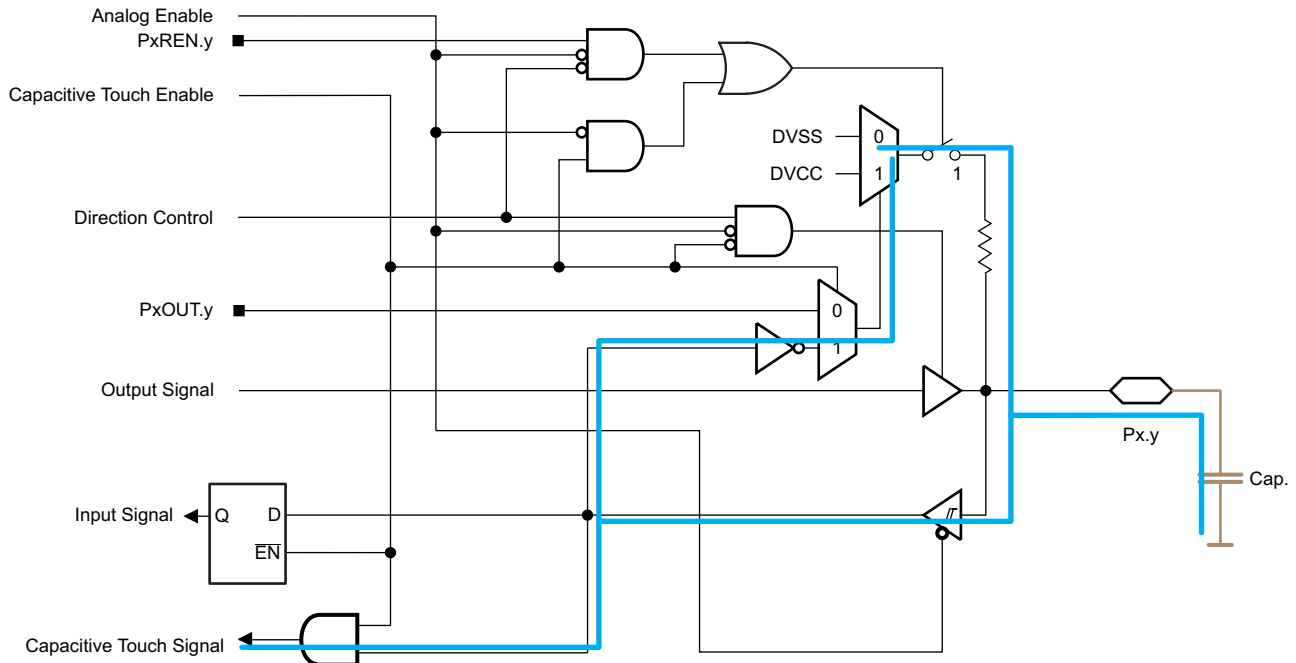 Analog Enable
PxREN.y
Capacitive Touch Enable
DVSS
0
DVCC
1
1
Direction Control
PxOUT.y
0
1
Output Signal
Px.y
Cap.
Input Signal
Q
D
EN
Capacitive Touch Signal